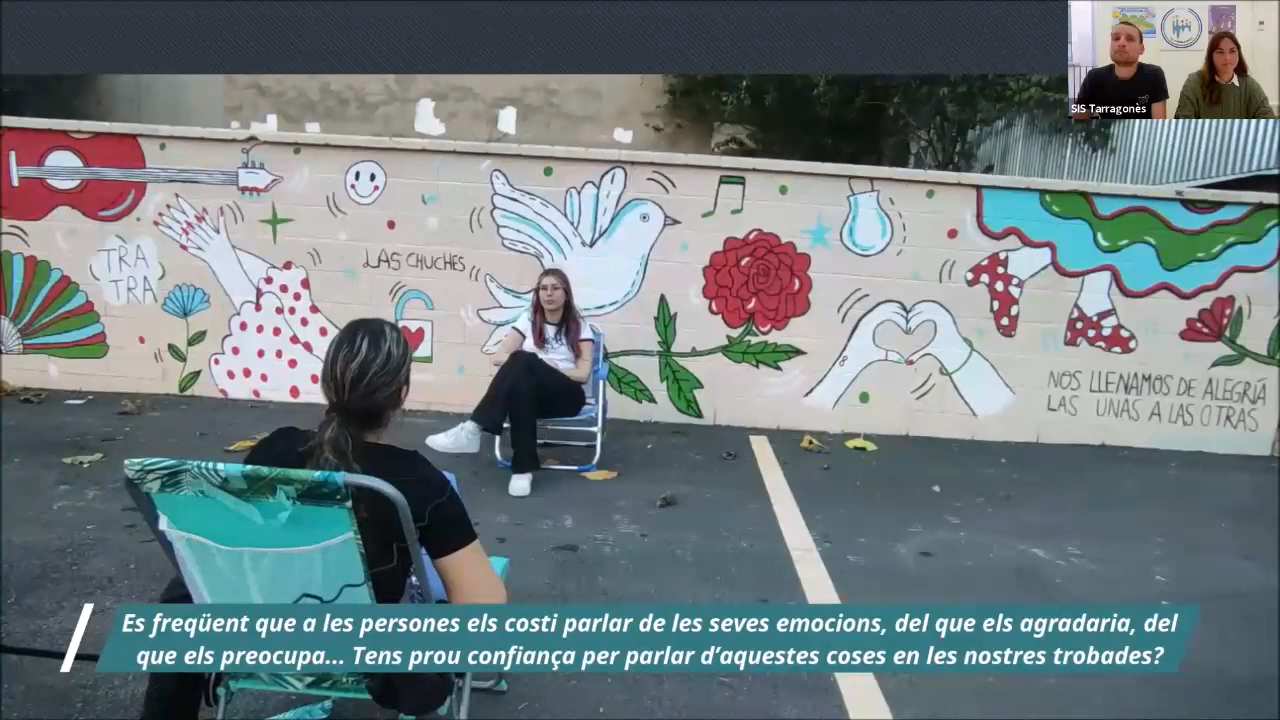 SIS Tarragonès
TRA
TRA
LAS CHUCHES
NOS LLENAMOS DE ALEGRÍA
LAS UNAS A LAS OTRAS
Es freqüent que a les persones els costi parlar de les seves emocions, del que els agradaria, del
que els preocupa... Tens prou confiança per parlar d'aquestes coses en les nostres trobades?